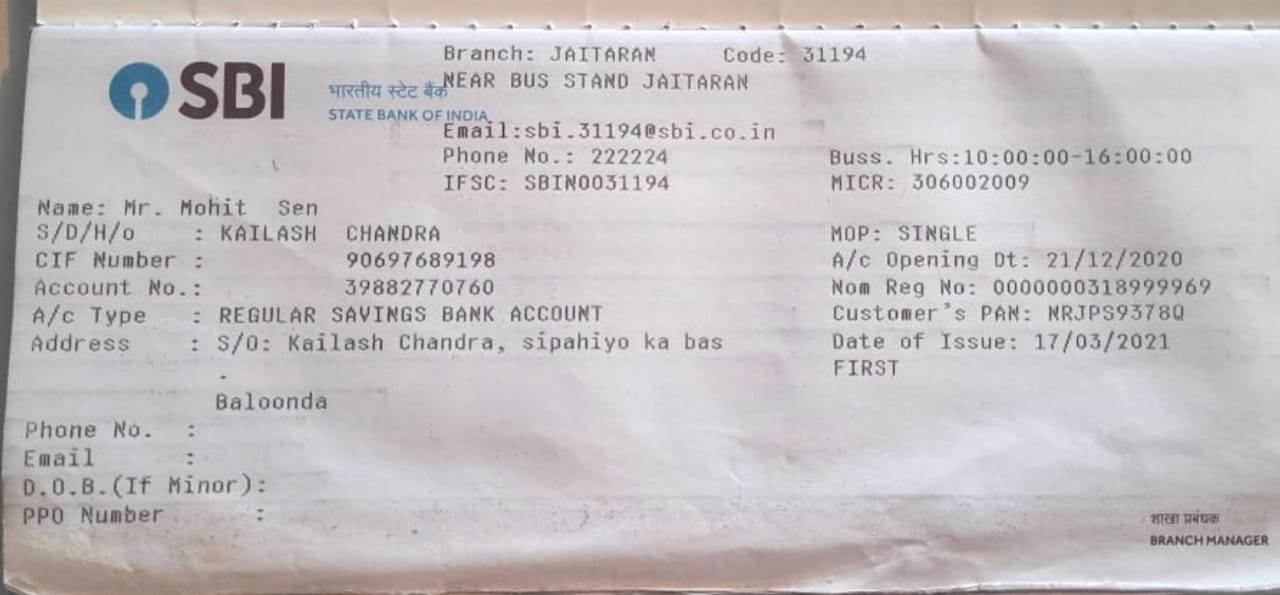 Branch: JAITARAN Code: 31194
SBI
भारतीय स्टेट बैंक NEAR BUS STAND JAITARAN
STATE BANK OF INDIA
Email:sbi.31194@sbi.co.in
Phone No.: 222224 Buss. Hrs:10:00:00-16:00:00
IFSC: SBIN0031194 MICR: 306002009
Name: Mr. Mohit Sen
S/D/H/o : KAILASH CHANDRA MOP: SINGLE
CIF Number : 90697689198 A/c Opening Dt: 21/12/2020
Account No.: 39882770760 Nom Reg No: 0000000318999969
A/c Type : REGULAR SAVINGS BANK ACCOUNT Customer's PAN: NRJPS9378Q
Address : S/O: Kailash Chandra, sipahiyo ka bas Date of Issue: 17/03/2021
. FIRST
Baloonda
Phone No. :
Email :
D.O.B.(If Minor):
PPO Number :
शाखा प्रबंधक
BRANCH MANAGER